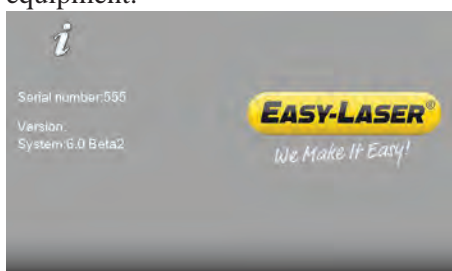 equipment.
i
Serial number:555
Version:
System:6.0 Beta2
EASY-LASER®
We Make It Easy!